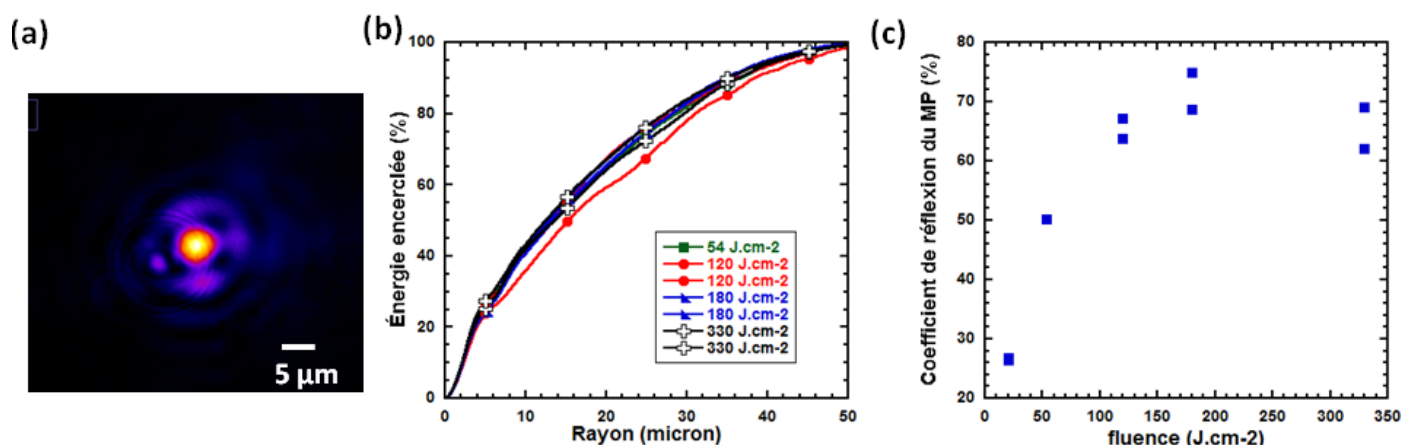 (a)
5 µm
(b)
Énergie encerclée (%)
100
80
60
40
20
0
54 J.cm-2
120 J.cm-2
120 J.cm-2
180 J.cm-2
180 J.cm-2
330 J.cm-2
330 J.cm-2
0 10 20 30 40 50
Rayon (micron)
(c)
Coefficient de réflexion du MP (%)
80
70
60
50
40
30
20
0 50 100 150 200 250 300 350
fluence (J.cm-2)